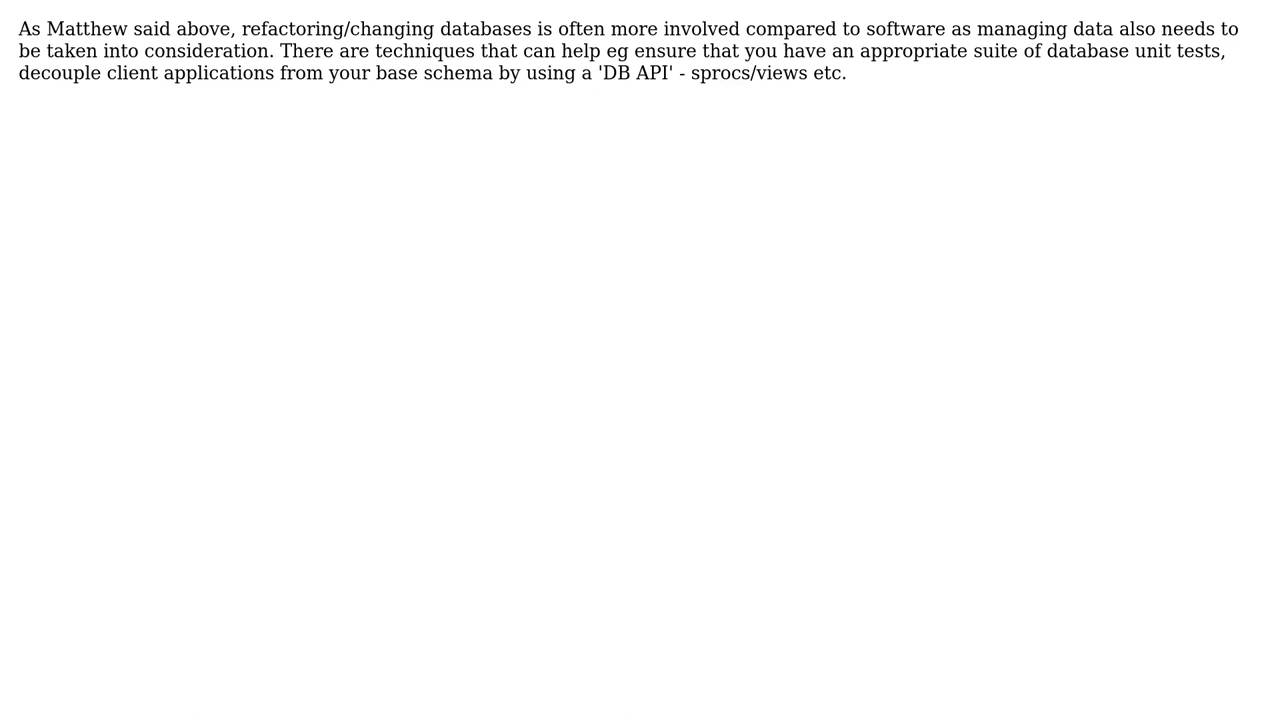 As Matthew said above, refactoring/changing databases is often more involved compared to software as managing data also needs to
be taken into consideration. There are techniques that can help eg ensure that you have an appropriate suite of database unit tests,
decouple client applications from your base schema by using a 'DB API' - sprocs/views etc.